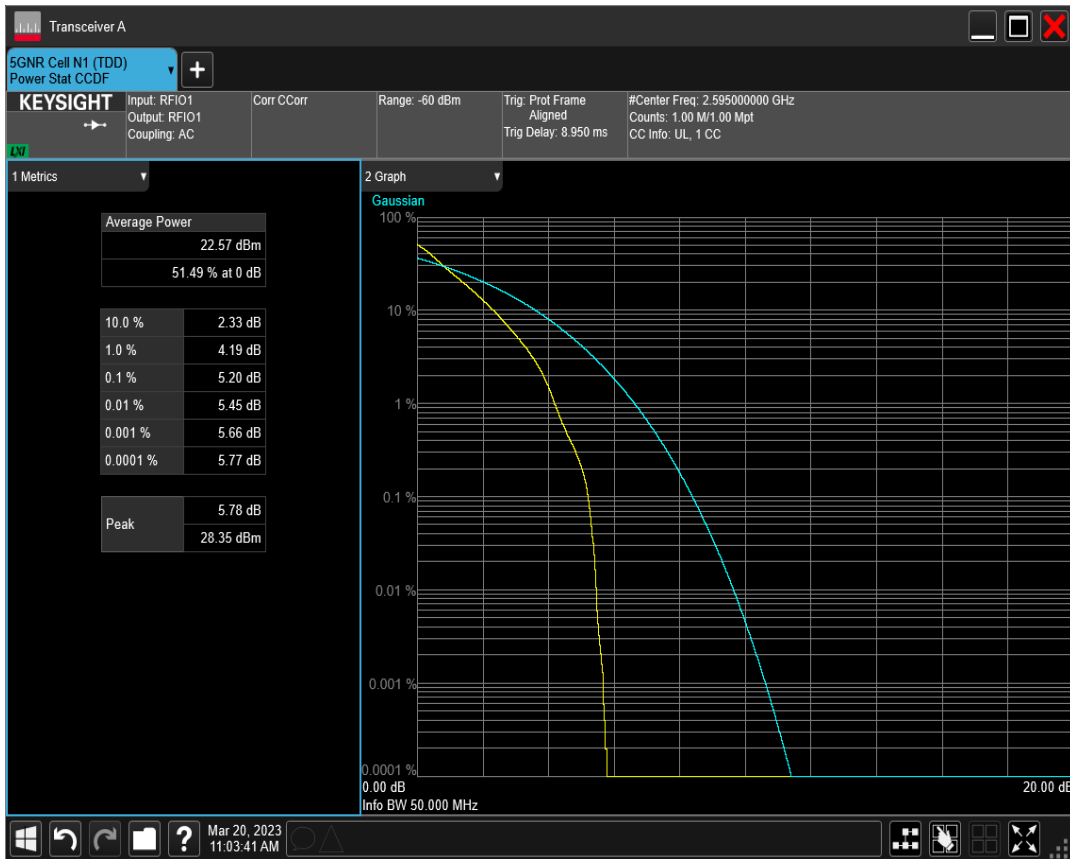 Transceiver A
5GNR Cell N1 (TDD)
Power Stat CCDF
+
KEYSIGHT
LXI
Input: RFIO1
Output: RFIO1
Coupling: AC
Corr CCorr
Range: -60 dBm
Trig: Prot Frame
Aligned
Trig Delay: 8.950 ms
#Center Freq: 2.595000000 GHz
Counts: 1.00 M/1.00 Mpt
CC Info: UL, 1 CC
1 Metrics
Average Power
22.57 dBm
51.49 % at 0 dB
10.0 % 2.33 dB
1.0 % 4.19 dB
0.1 % 5.20 dB
0.01 % 5.45 dB
0.001 % 5.66 dB
0.0001 % 5.77 dB
Peak
5.78 dB
28.35 dBm
2 Graph
Gaussian
100 %
10 %
1 %
0.1 %
0.01 %
0.001 %
0.0001 %
0.00 dB
20.00 dB
Info BW 50.000 MHz
?
Mar 20, 2023
11:03:41 AM